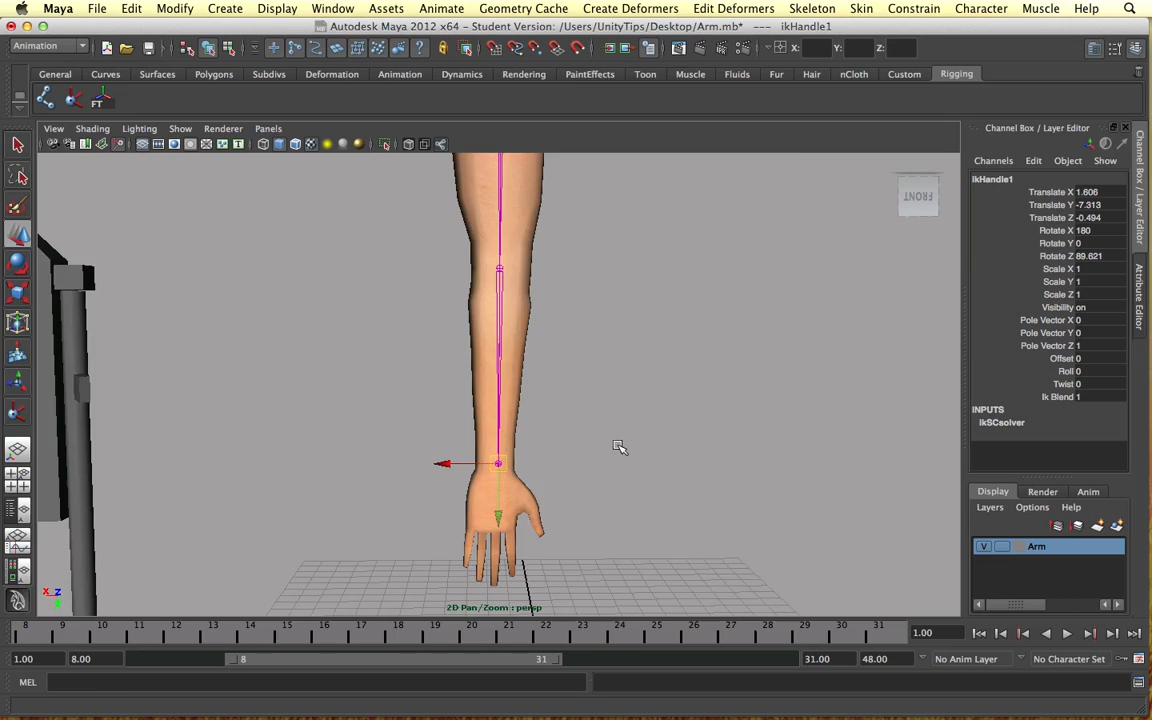 Maya File Edit Modify Create Display Window Assets Animate Geometry Cache Create Deformers Edit Deformers Skeleton Skin Constrain Character Muscle Help
Autodesk Maya 2012 x64 - Student Version: /Users/UnityTips/Desktop/Arm.mb* --- ikHandle1
Animation X: Y: Z:
General Curves Surfaces Polygons Subdivs Deformation Animation Dynamics Rendering PaintEffects Toon Muscle Fluids Fur Hair nCloth Custom Rigging
FT
View Shading Lighting Show Renderer Panels
Channel Box / Layer Editor
Channels Edit Object Show
ikHandle1
Translate X 1.606
Translate Y -7.313
Translate Z -0.494
Rotate X 180
Rotate Y 0
Rotate Z 89.621
Scale X 1
Scale Y 1
Scale Z 1
Visibility on
Pole Vector X 0
Pole Vector Y 0
Pole Vector Z 1
Offset 0
Roll 0
Twist 0
Ik Blend 1
INPUTS
ikSCsolver
Channel Box / Layer Editor
Attribute Editor
FRONT
Display Render Anim
Layers Options Help
V Arm
x z
y
2D Pan/Zoom : persp
8 9 10 11 12 13 14 15 16 17 18 19 20 21 22 23 24 25 26 27 28 29 30 31 1.00
1.00 8.00 8 31 31.00 48.00 No Anim Layer No Character Set
MEL